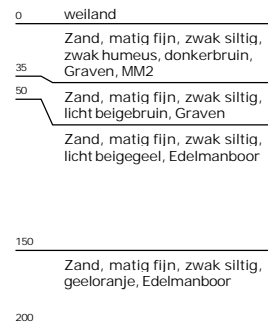 0 weiland
Zand, matig fijn, zwak siltig,
zwak humeus, donkerbruin,
Graven, MM2
35
50
Zand, matig fijn, zwak siltig,
licht beigebruin, Graven
Zand, matig fijn, zwak siltig,
licht beigegeel, Edelmanboor
150
Zand, matig fijn, zwak siltig,
geeloranje, Edelmanboor
200